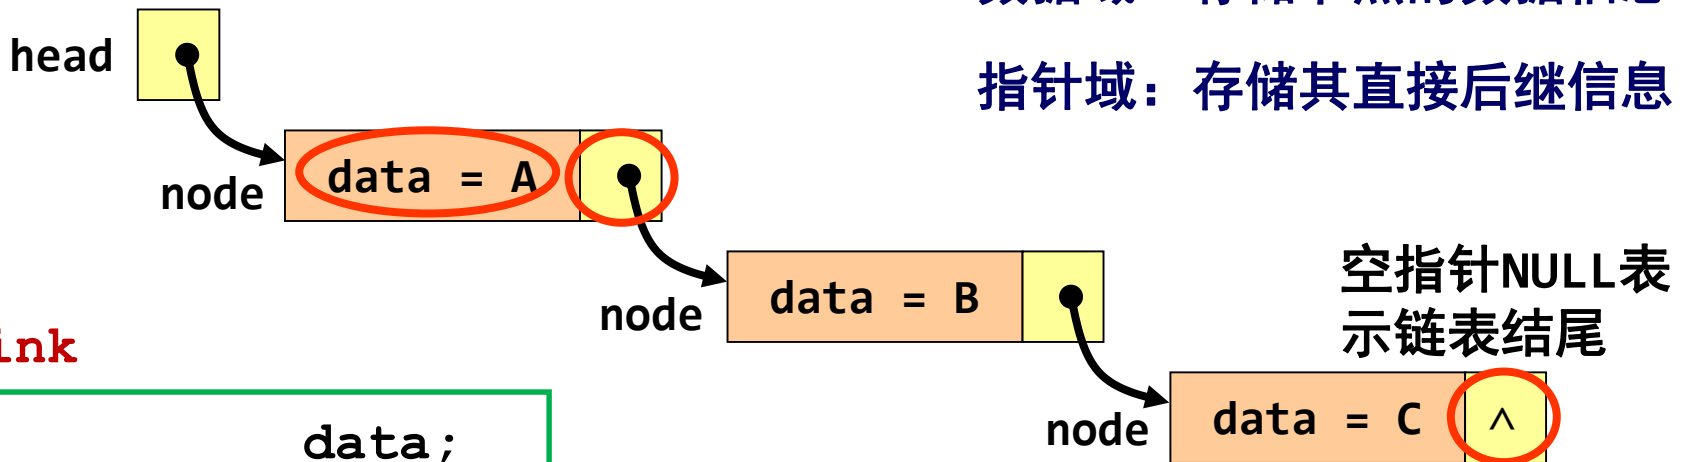 head
指针域：存储其直接后继信息
data = A
node
data = B
空指针NULL表
示链表结尾
node
ink
data = C ^
node
data;